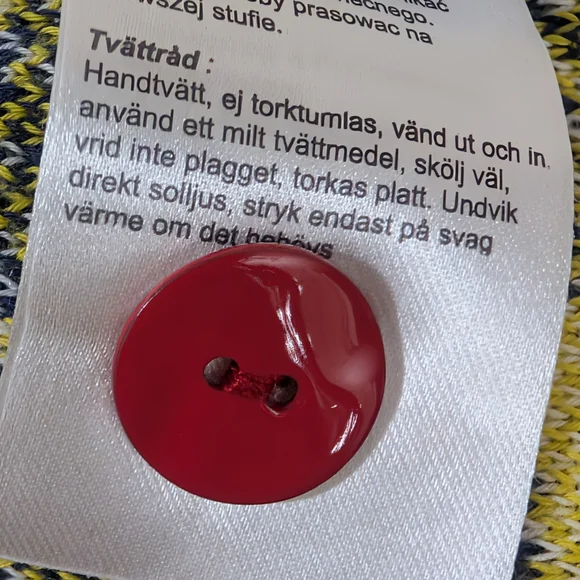 prasowac na
stufie.
Tvättråd :
Handtvätt, ej torktumlas, vänd ut och in.
använd ett milt tvättmedel, skölj väl,
vrid inte plagget, torkas platt. Undvik
direkt solljus, stryk endast på svag
värme om det behövs